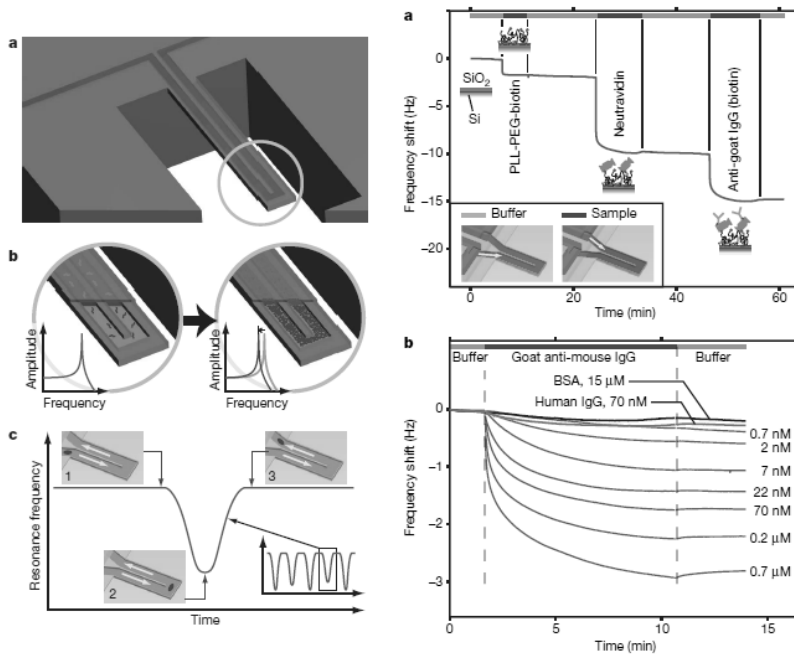 a
b
Amplitude
Frequency
Amplitude
Frequency
c
1
3
2
Resonance frequency
Time
a
0
−5
−10
−15
−20
Frequency shift (Hz)
SiO2
Si
PLL-PEG-biotin
Neutravidin
Anti-goat IgG (biotin)
Buffer
Sample
0
20
40
60
Time (min)
b
Buffer
Goat anti-mouse IgG
Buffer
BSA, 15 μM
Human IgG, 70 nM
0
−1
−2
−3
Frequency shift (Hz)
0.7 nM
2 nM
7 nM
22 nM
70 nM
0.2 μM
0.7 μM
0
5
10
15
Time (min)